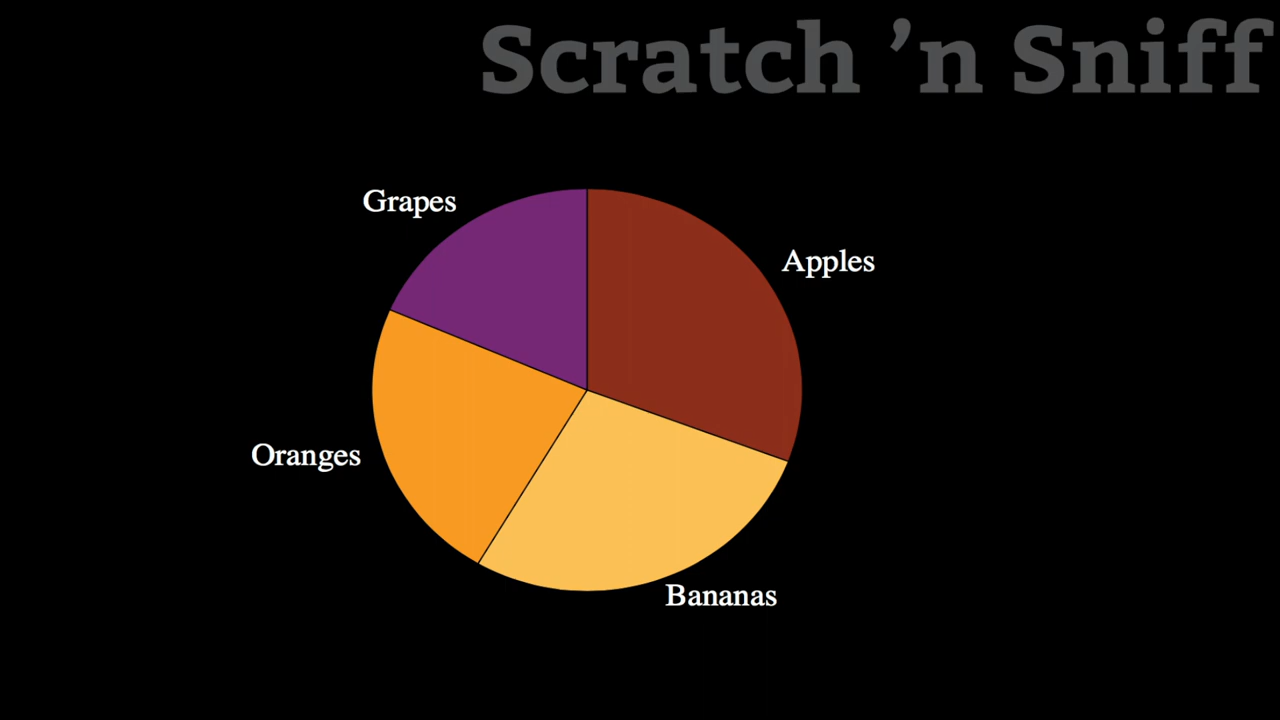 Scratch ’n Sniff
Grapes
Apples
Oranges
Bananas